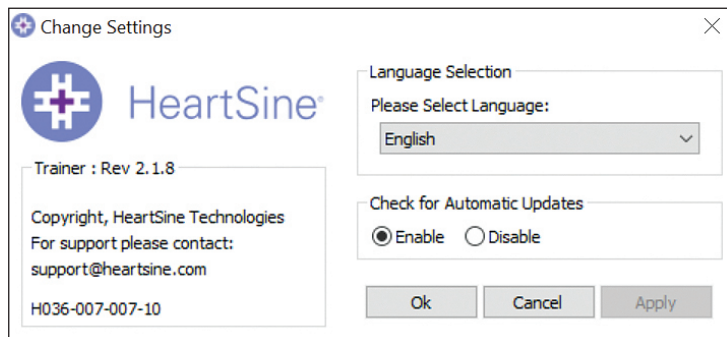 Change Settings
HeartSine®
Trainer : Rev 2.1.8
Copyright, HeartSine Technologies
For support please contact:
support@heartsine.com
H036-007-007-10
Language Selection
Please Select Language:
English
Check for Automatic Updates
Enable Disable
Ok Cancel Apply